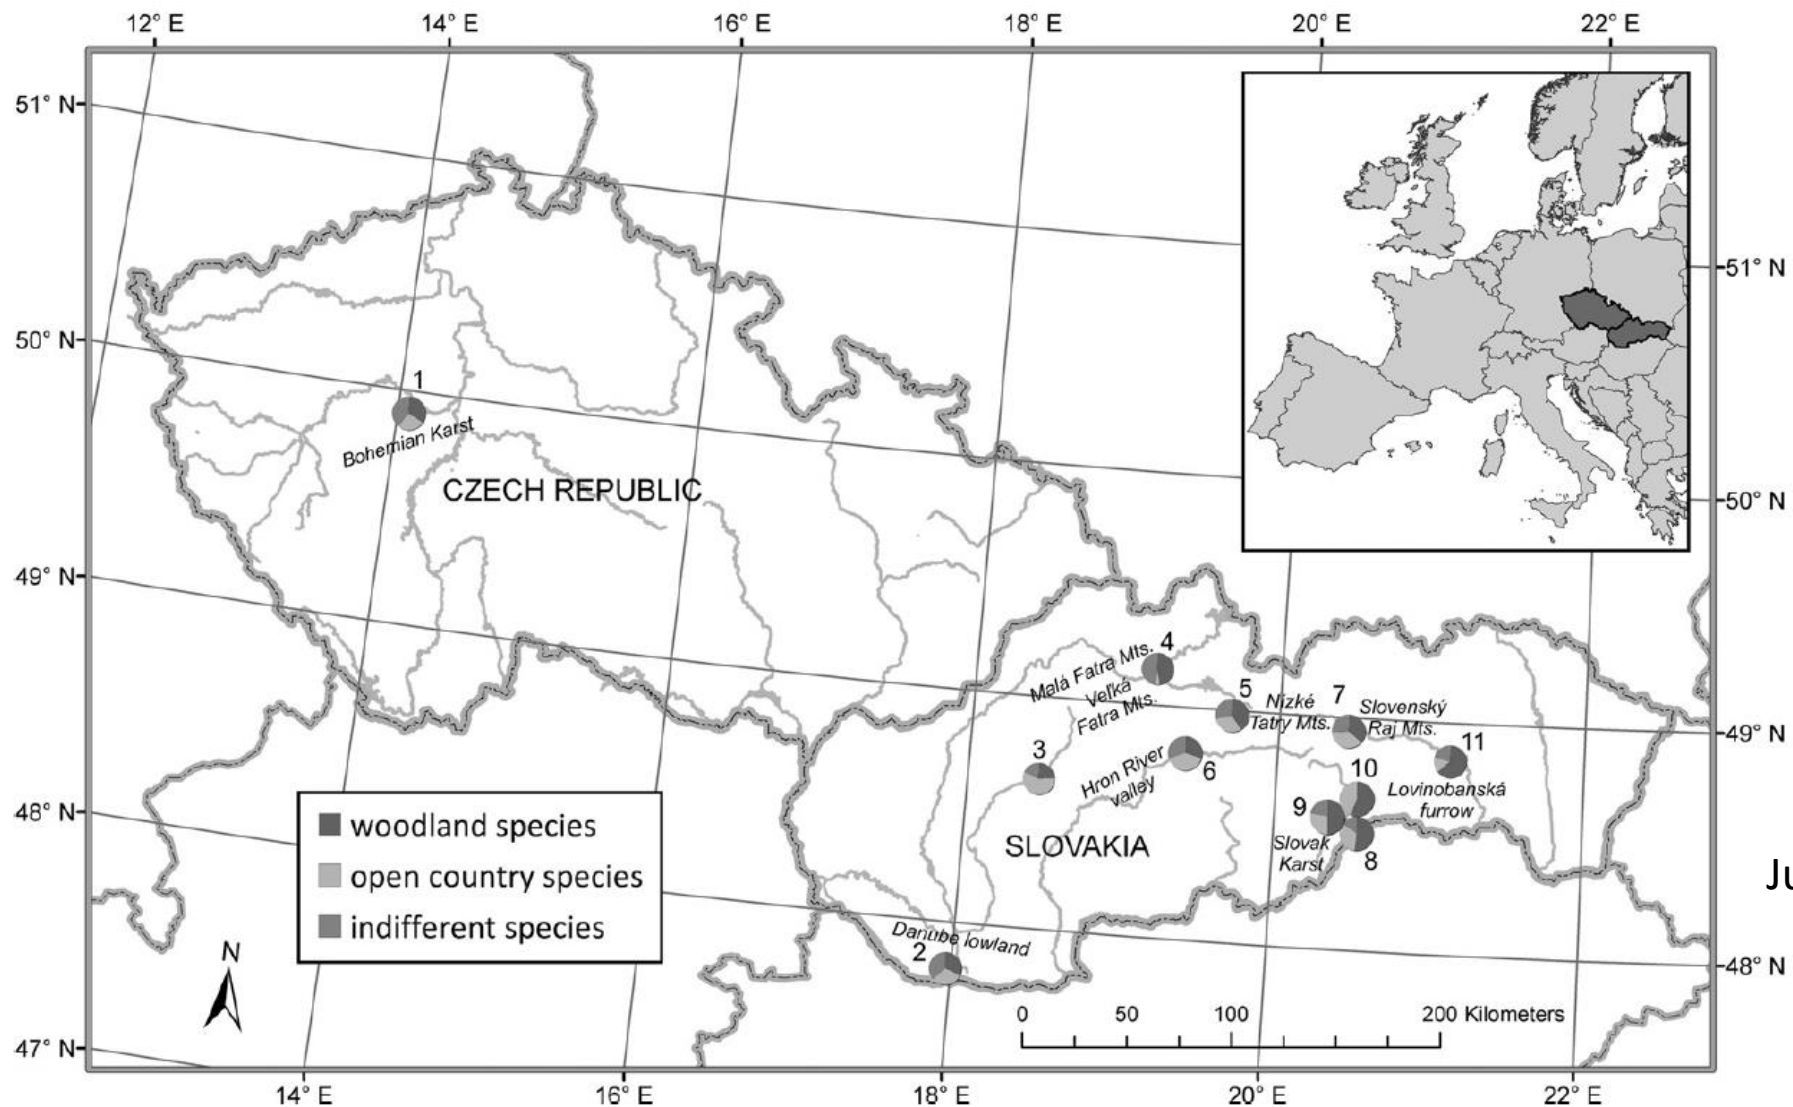 12° E
14° E
16° E
18° E
20° E
22° E
51° N
50° N
49° N
48° N
47° N
51° N
50° N
49° N
48° N
1
Bohemian Karst
CZECH REPUBLIC
4
Malá Fatra Mts.
Veľká
Fatra Mts.
5
Nízké
Tatry Mts.
7
Slovenský
Raj Mts.
3
Hron River
valley
6
11
10
Lovinobanská
furrow
9
Slovak
Karst
8
SLOVAKIA
woodland species
open country species
indifferent species
Danube lowland
2
N
0
50
100
200 Kilometers
14° E
16° E
18° E
20° E
22° E
Ju